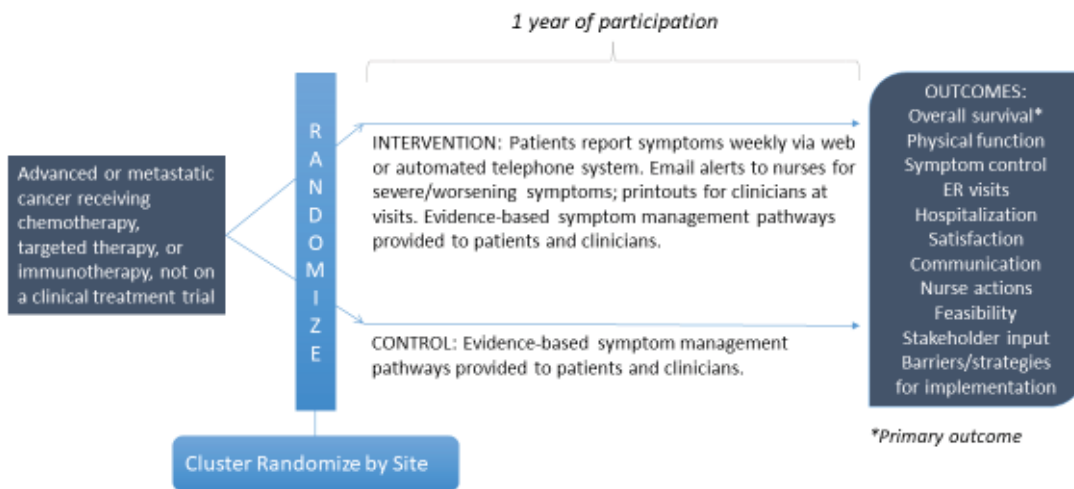 1 year of participation
Advanced or metastatic
cancer receiving
chemotherapy,
targeted therapy, or
immunotherapy, not on
a clinical treatment trial
R
A
N
D
O
M
I
Z
E
INTERVENTION: Patients report symptoms weekly via web
or automated telephone system. Email alerts to nurses for
severe/worsening symptoms; printouts for clinicians at
visits. Evidence-based symptom management pathways
provided to patients and clinicians.
CONTROL: Evidence-based symptom management
pathways provided to patients and clinicians.
OUTCOMES:
Overall survival*
Physical function
Symptom control
ER visits
Hospitalization
Satisfaction
Communication
Nurse actions
Feasibility
Stakeholder input
Barriers/strategies
for implementation
*Primary outcome
Cluster Randomize by Site